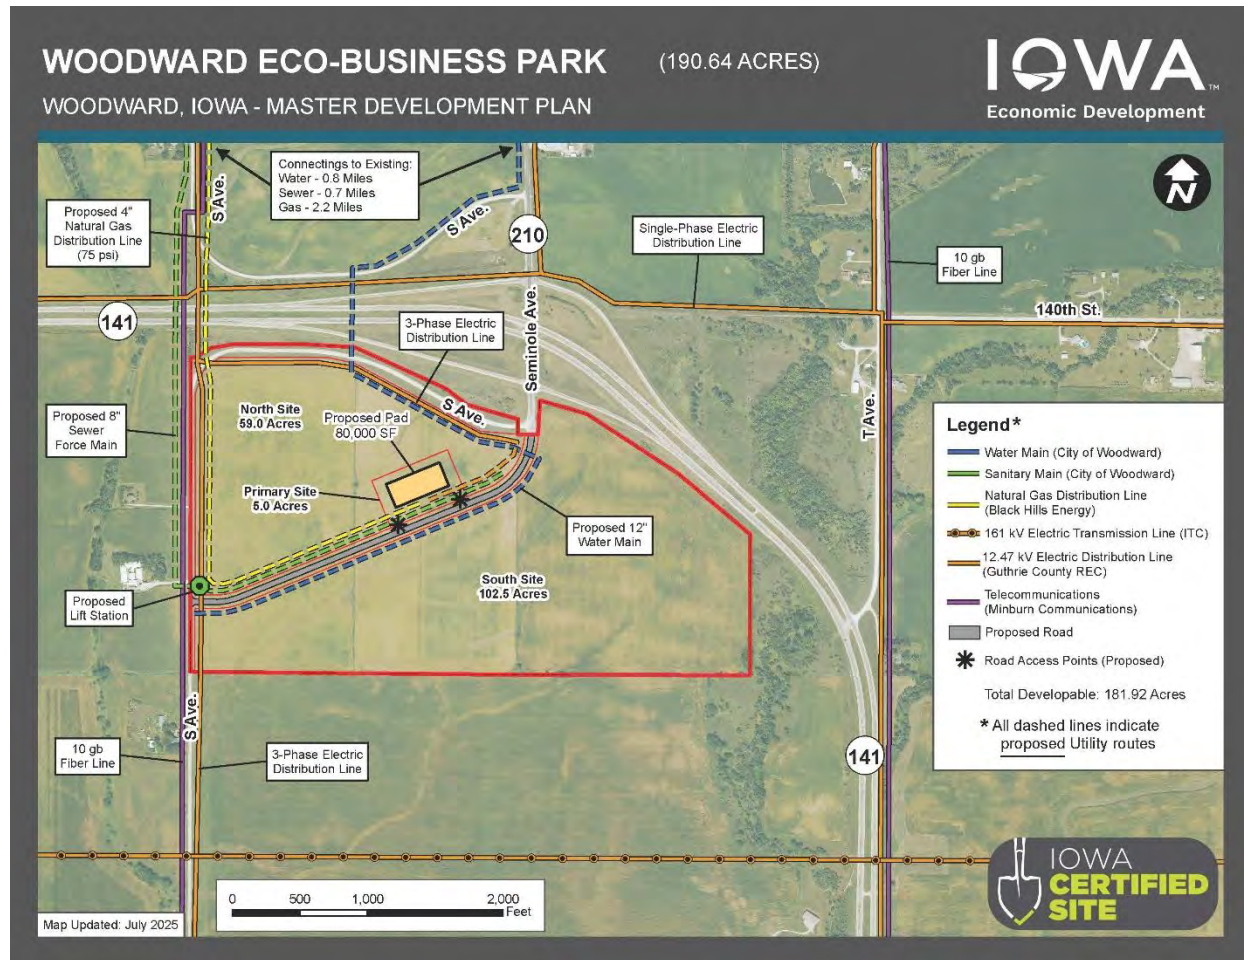 WOODWARD ECO-BUSINESS PARK
(190.64 ACRES)
WOODWARD, IOWA - MASTER DEVELOPMENT PLAN
IOWA™
Economic Development
Connectings to Existing:
Water - 0.8 Miles
Sewer - 0.7 Miles
Gas - 2.2 Miles
S Ave.
S Ave.
210
N
Proposed 4"
Natural Gas
Distribution Line
(75 psi)
Single-Phase Electric
Distribution Line
10 gb
Fiber Line
141
140th St.
3-Phase Electric
Distribution Line
Seminole Ave.
S Ave.
T Ave.
Proposed 8"
Sewer
Force Main
North Site
59.0 Acres
Proposed Pad
80,000 SF
Primary Site
5.0 Acres
Proposed 12"
Water Main
South Site
102.5 Acres
Proposed
Lift Station
S Ave.
10 gb
Fiber Line
3-Phase Electric
Distribution Line
141
Legend*
Water Main (City of Woodward)
Sanitary Main (City of Woodward)
Natural Gas Distribution Line
(Black Hills Energy)
161 kV Electric Transmission Line (ITC)
12.47 kV Electric Distribution Line
(Guthrie County REC)
Telecommunications
(Minburn Communications)
Proposed Road
Road Access Points (Proposed)
Total Developable: 181.92 Acres
* All dashed lines indicate
proposed Utility routes
0 500 1,000 2,000
Feet
Map Updated: July 2025
IOWA
CERTIFIED
SITE